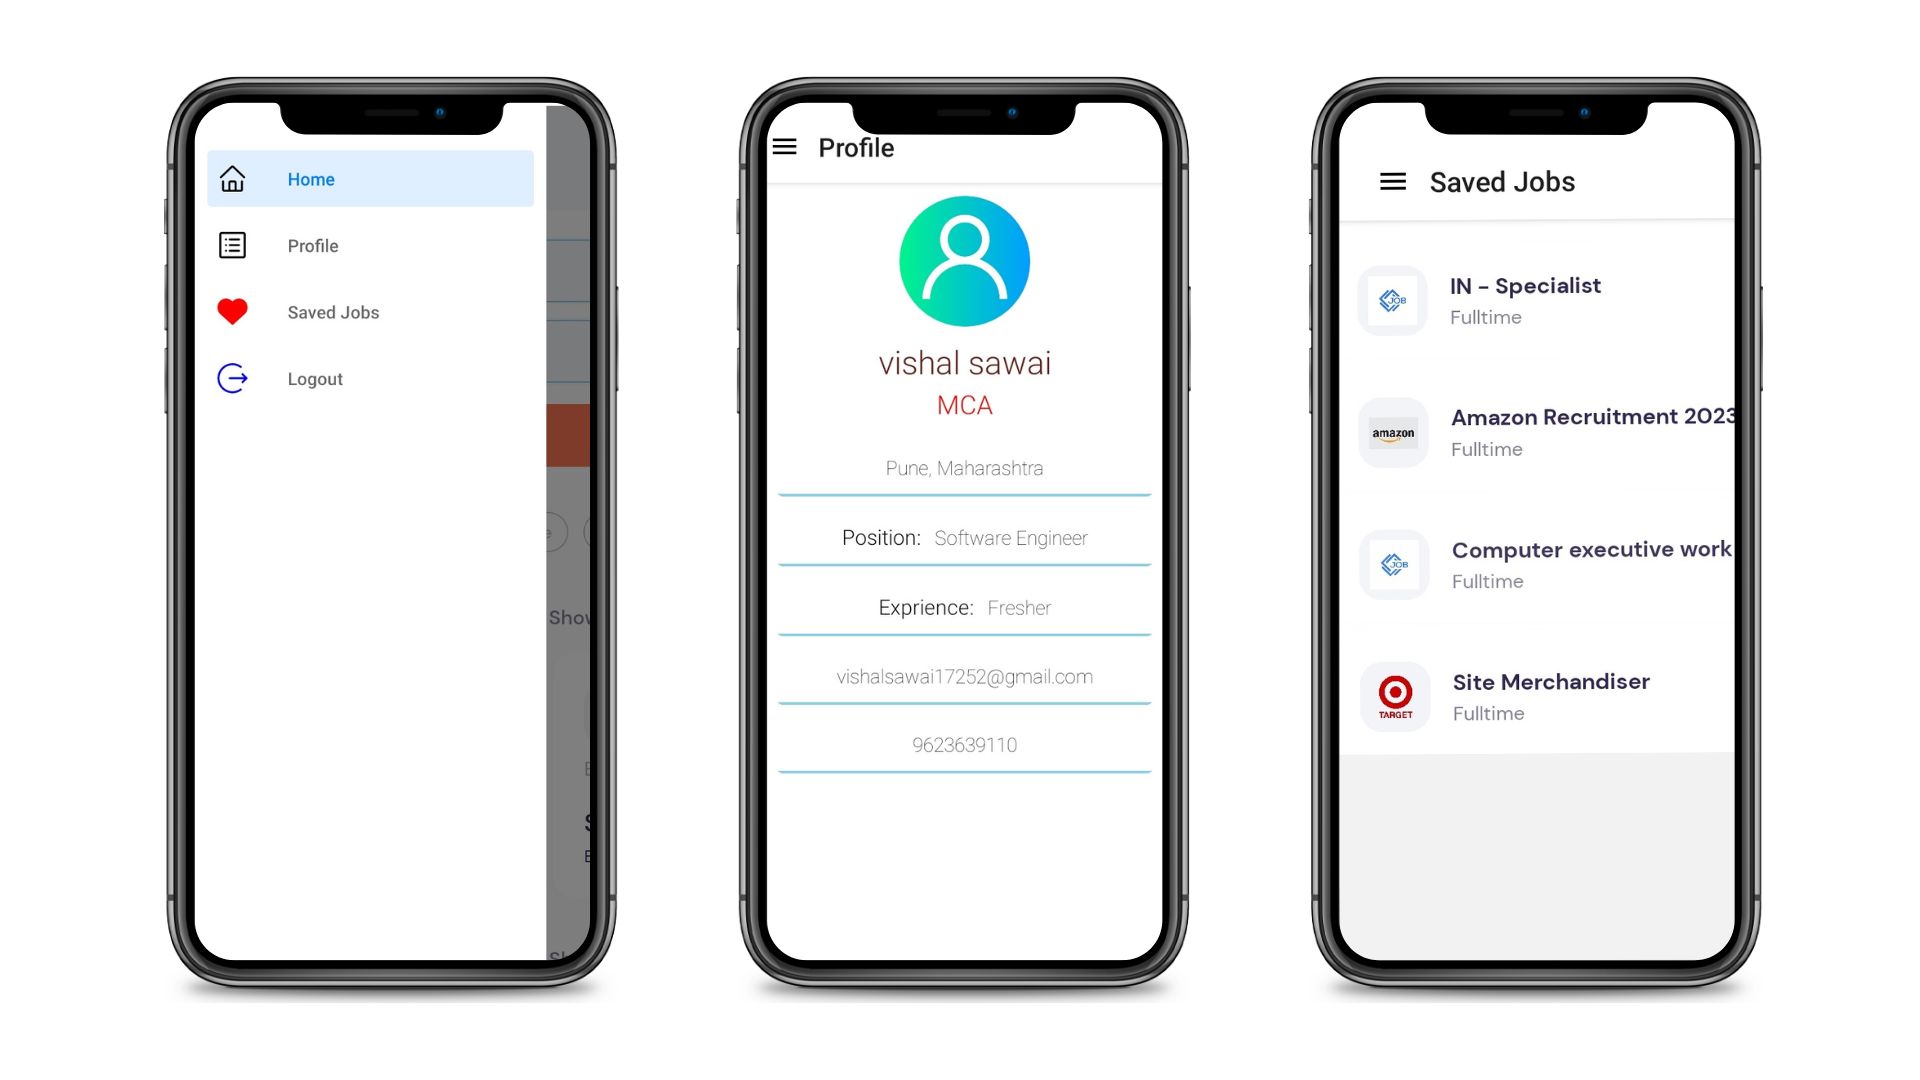 Home
Profile
Saved Jobs
Logout
e
Show
E
S
E
Profile
vishal sawai
MCA
Pune, Maharashtra
Position: Software Engineer
Exprience: Fresher
vishalsawai17252@gmail.com
9623639110
Saved Jobs
JOB
IN - Specialist
Fulltime
amazon
Amazon Recruitment 2023
Fulltime
JOB
Computer executive work
Fulltime
TARGET
Site Merchandiser
Fulltime